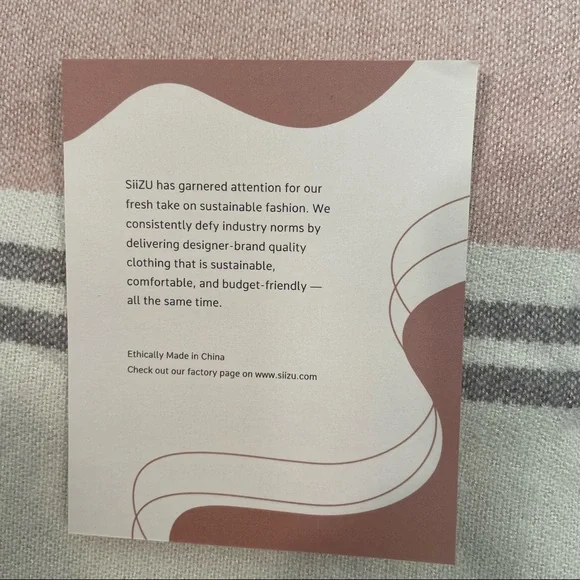 SiiZU has garnered attention for our
fresh take on sustainable fashion. We
consistently defy industry norms by
delivering designer-brand quality
clothing that is sustainable,
comfortable, and budget-friendly —
all the same time.
Ethically Made in China
Check out our factory page on www.siizu.com